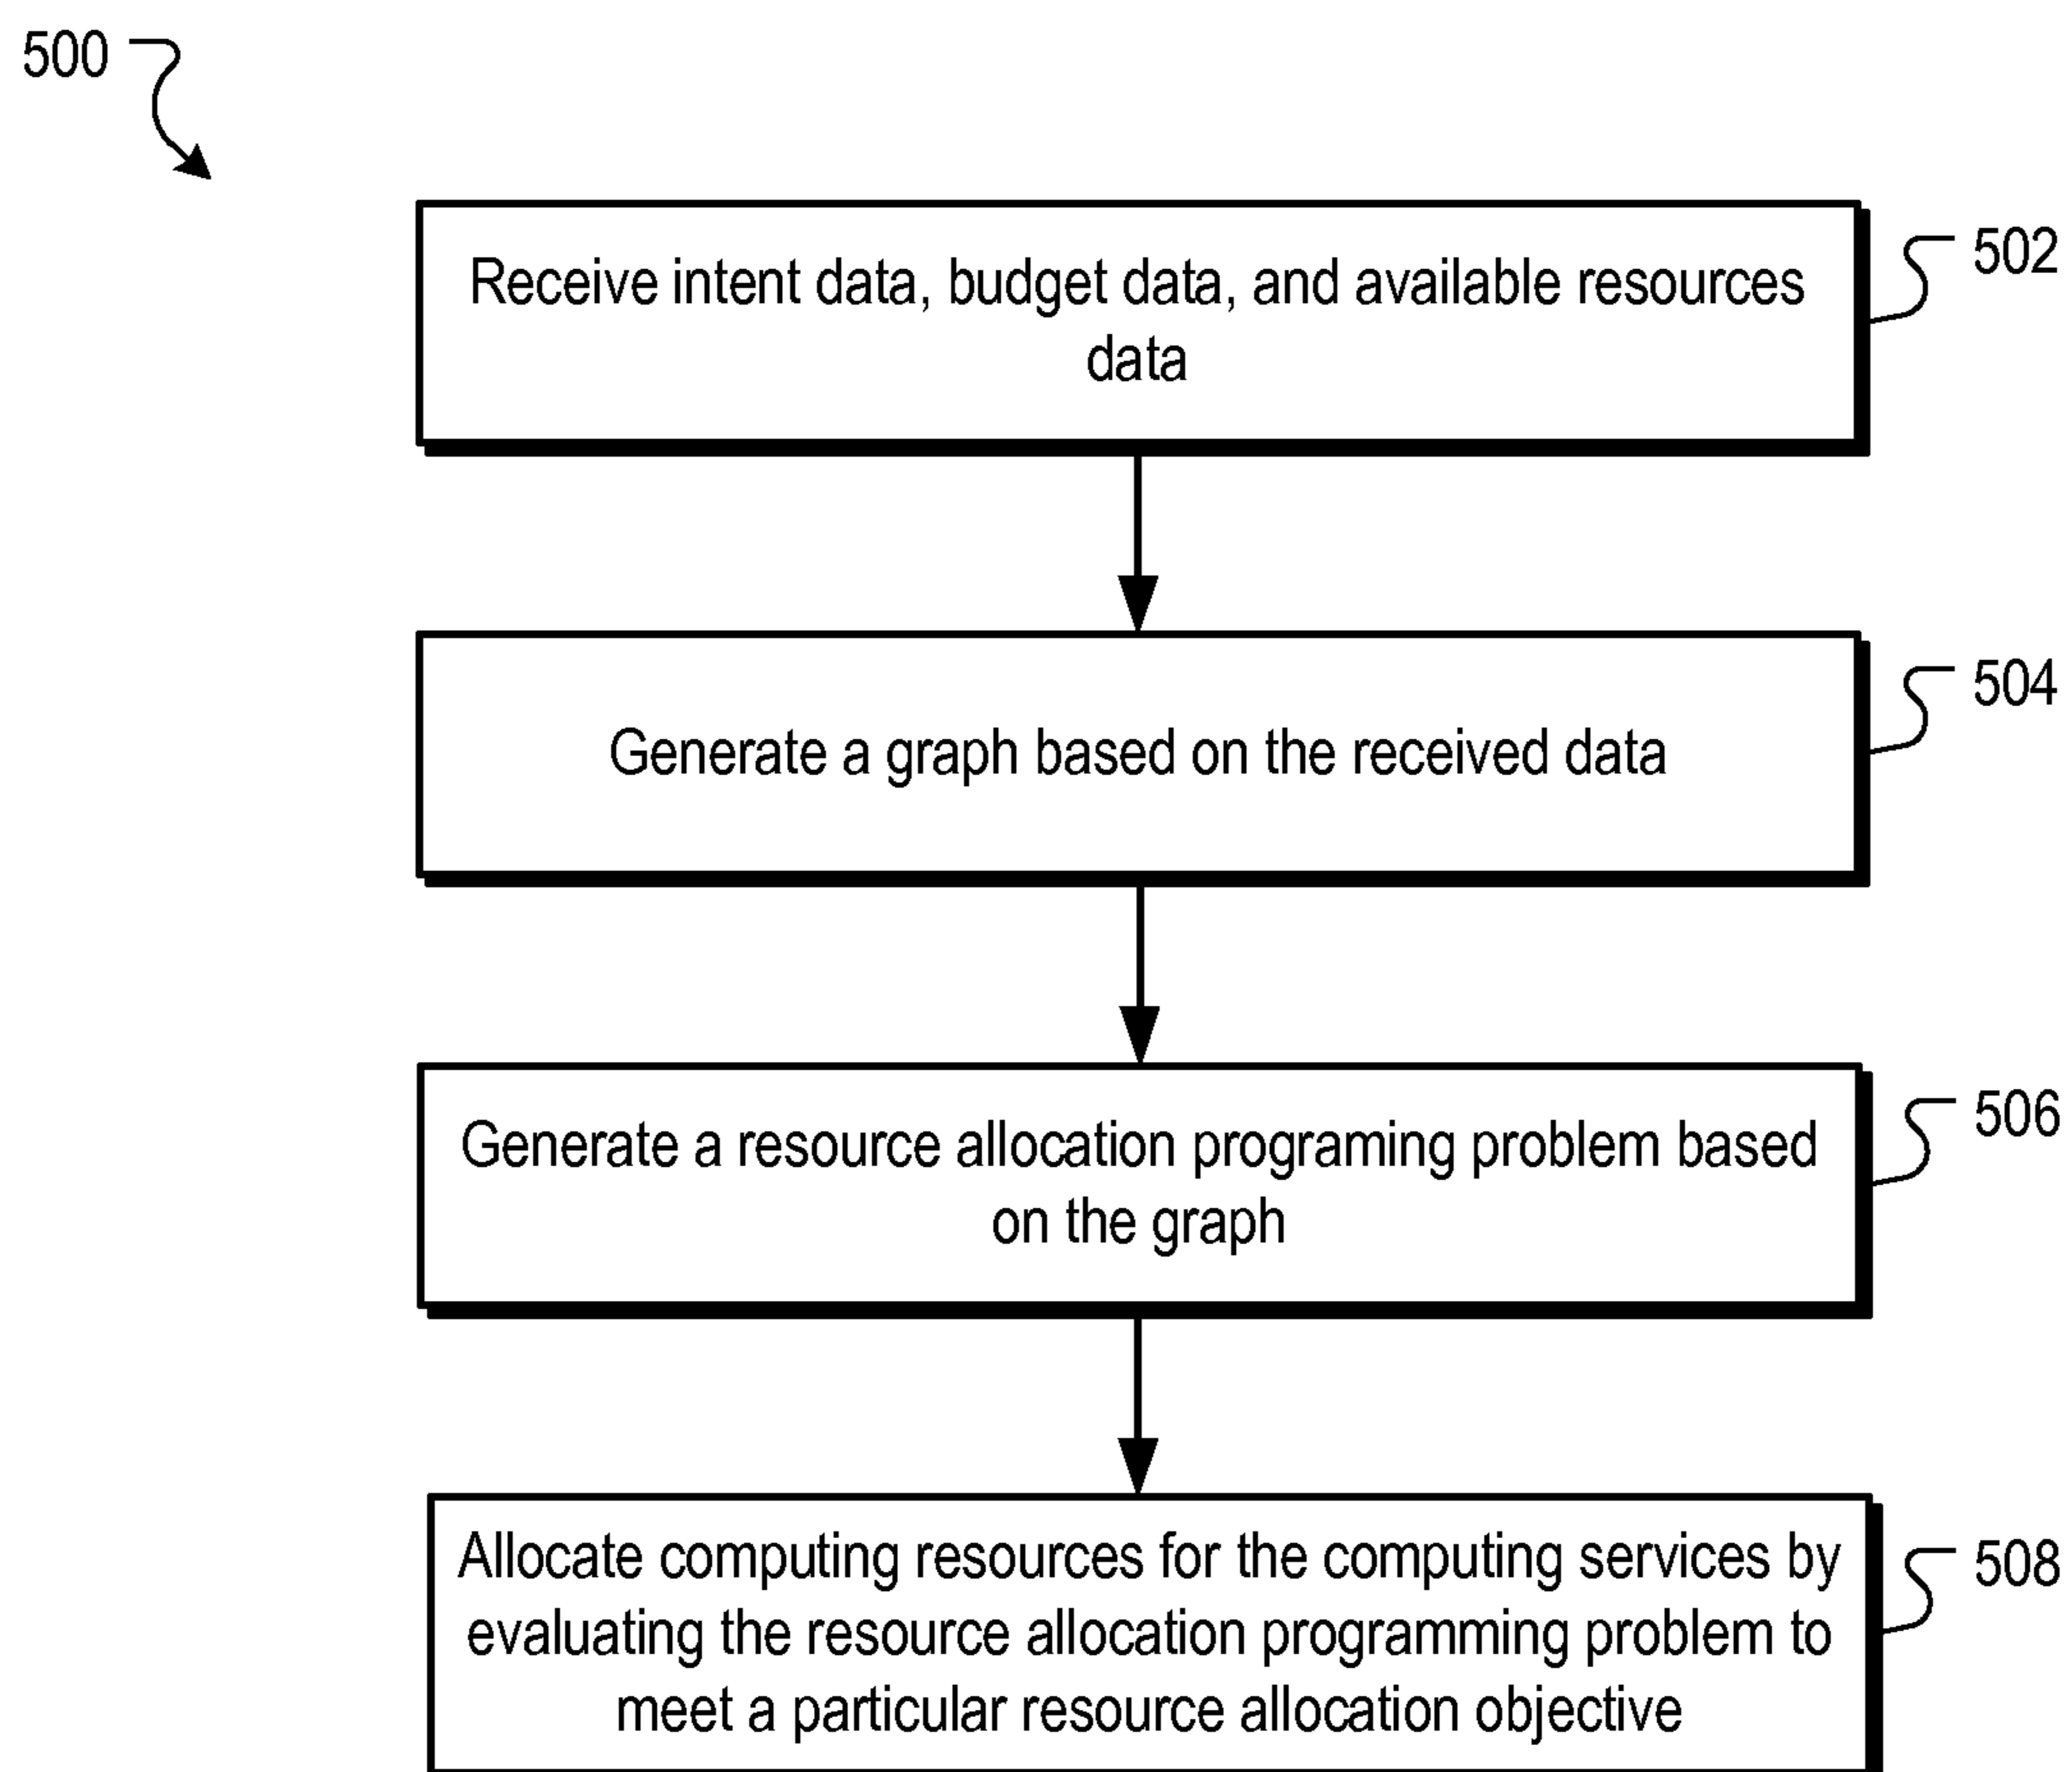 500
Receive intent data, budget data, and available resources
data
502
Generate a graph based on the received data
504
Generate a resource allocation programing problem based
on the graph
506
Allocate computing resources for the computing services by
evaluating the resource allocation programming problem to
meet a particular resource allocation objective
508